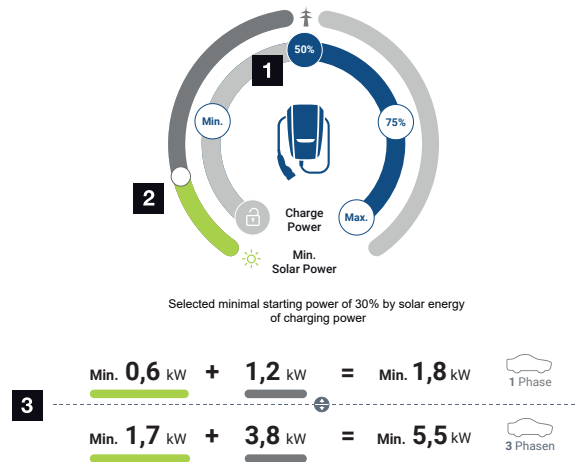 50%
1
Min.
75%
2
Charge
Power
Max.
Min.
Solar Power
Selected minimal starting power of 30% by solar energy
of charging power
Min. 0,6 kW + 1,2 kW = Min. 1,8 kW
1 Phase
3
Min. 1,7 kW + 3,8 kW = Min. 5,5 kW
3 Phasen